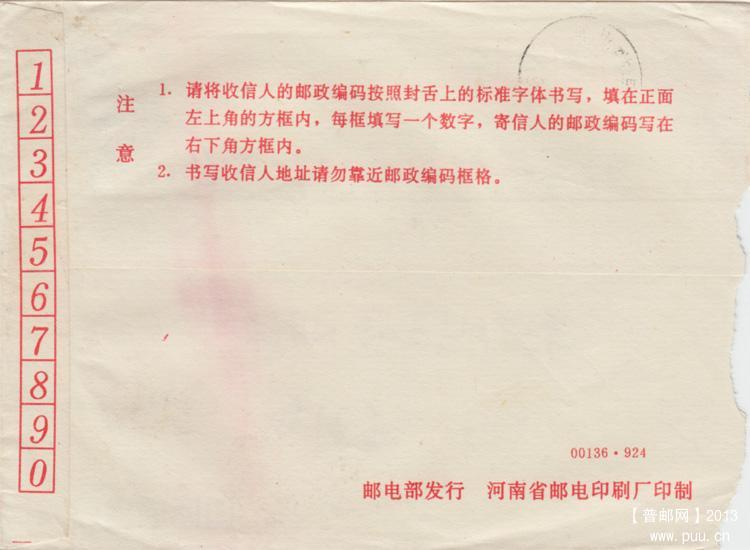 1
2
3
4
5
6
7
8
9
0
注意
1. 请将收信人的邮政编码按照封舌上的标准字体书写，填在正面
左上角的方框内，每框填写一个数字，寄信人的邮政编码写在
右下角方框内。
2. 书写收信人地址请勿靠近邮政编码框格。
00136·924
邮电部发行 河南省邮电印刷厂印制
【普邮网】2013
www.puu.cn